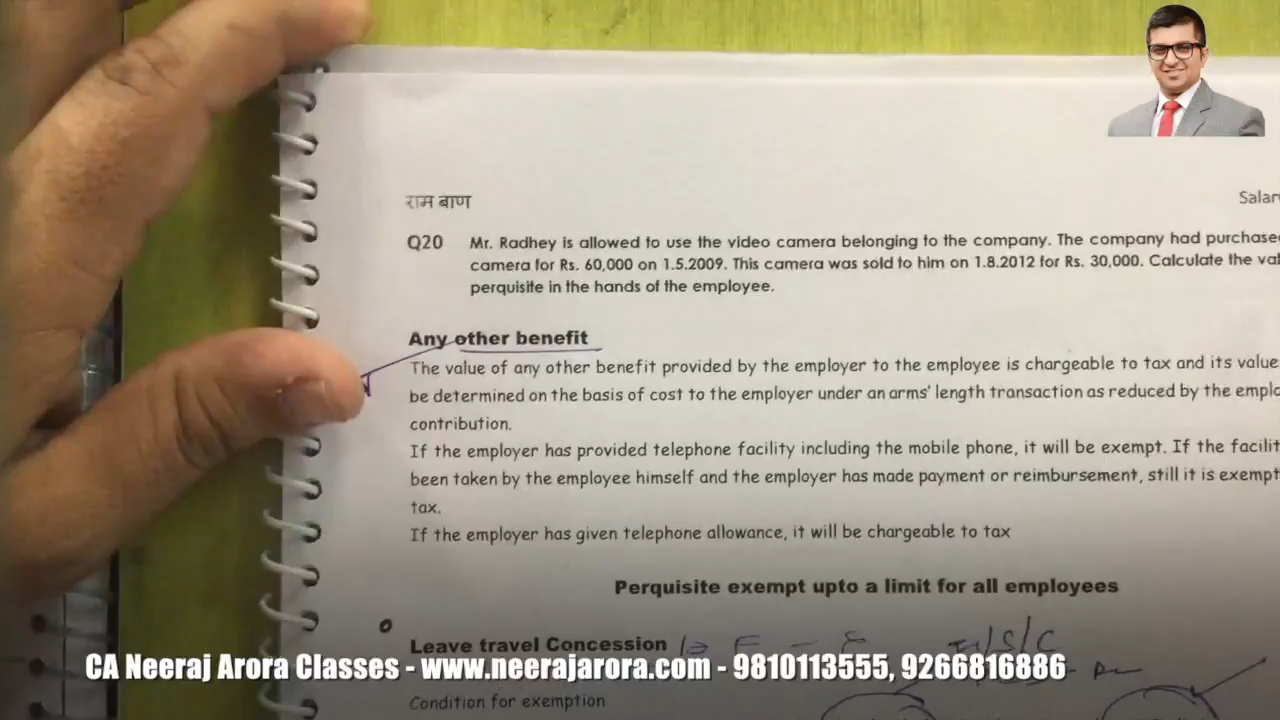 राम बाण
Salar
Q20 Mr. Radhey is allowed to use the video camera belonging to the company. The company had purchase
camera for Rs. 60,000 on 1.5.2009. This camera was sold to him on 1.8.2012 for Rs. 30,000. Calculate the va
perquisite in the hands of the employee.
Any other benefit
The value of any other benefit provided by the employer to the employee is chargeable to tax and its value
be determined on the basis of cost to the employer under an arms' length transaction as reduced by the emplo
contribution.
If the employer has provided telephone facility including the mobile phone, it will be exempt. If the facilit
been taken by the employee himself and the employer has made payment or reimbursement, still it is exempt
tax.
If the employer has given telephone allowance, it will be chargeable to tax
Perquisite exempt upto a limit for all employees
Leave travel Concession
CA Neeraj Arora Classes - www.neerajarora.com - 9810113555, 9266816886
Condition for exemption